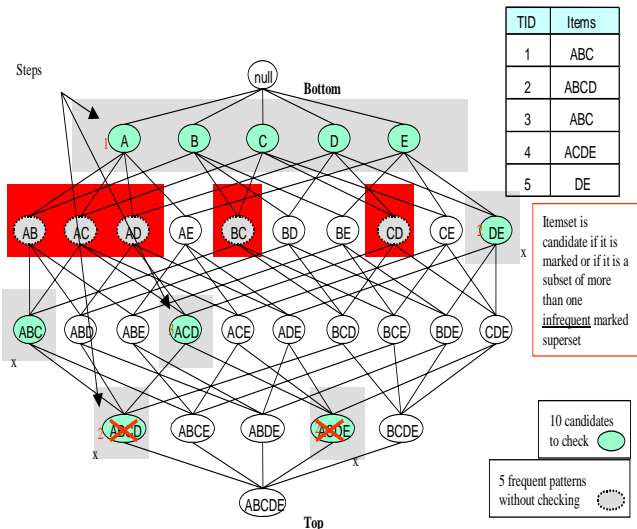 TID Items
1 ABC
2 ABCD
3 ABC
4 ACDE
5 DE
Steps
null
Bottom
1 A B C D E
AB AC AD AE BC BD BE CD CE DE
x
ABC ABD ABE 3 ACD ACE ADE BCD BCE BDE CDE
x
2 ABCD ABCE ABDE ACDE BCDE
x x
ABCDE
Top
Itemset is
candidate if it is
marked or if it is a
subset of more
than one
infrequent marked
superset
10 candidates
to check
5 frequent patterns
without checking